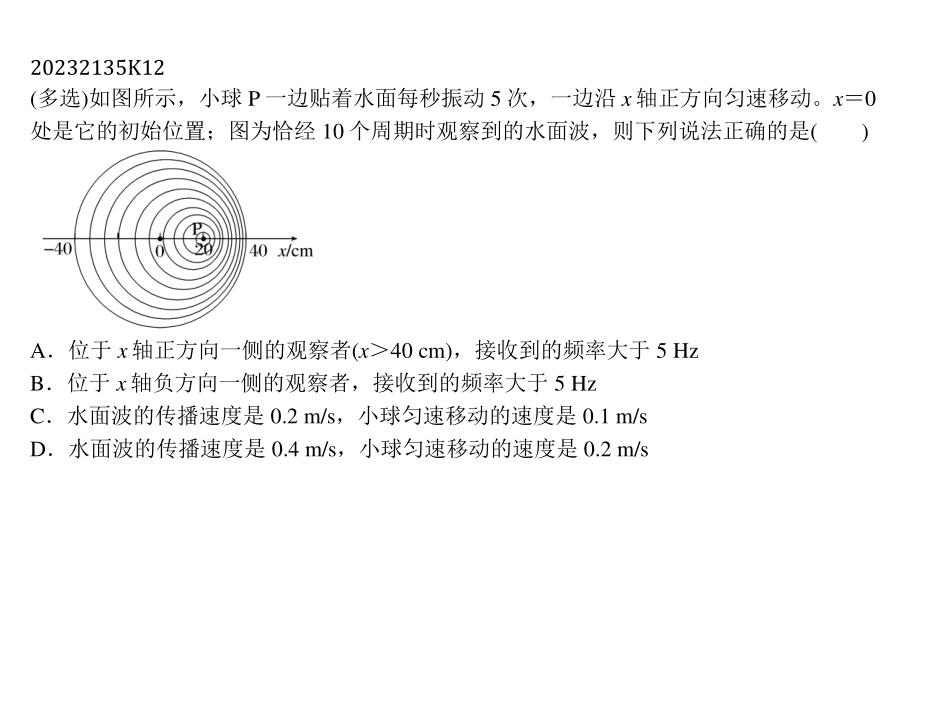 20232135K12
(多选)如图所示，小球 P 一边贴着水面每秒振动 5 次，一边沿 x 轴正方向匀速移动。x＝0
处是它的初始位置；图为恰经 10 个周期时观察到的水面波，则下列说法正确的是(　　)
P
−40 0 20 40 x/cm
A．位于 x 轴正方向一侧的观察者(x＞40 cm)，接收到的频率大于 5 Hz
B．位于 x 轴负方向一侧的观察者，接收到的频率大于 5 Hz
C．水面波的传播速度是 0.2 m/s，小球匀速移动的速度是 0.1 m/s
D．水面波的传播速度是 0.4 m/s，小球匀速移动的速度是 0.2 m/s